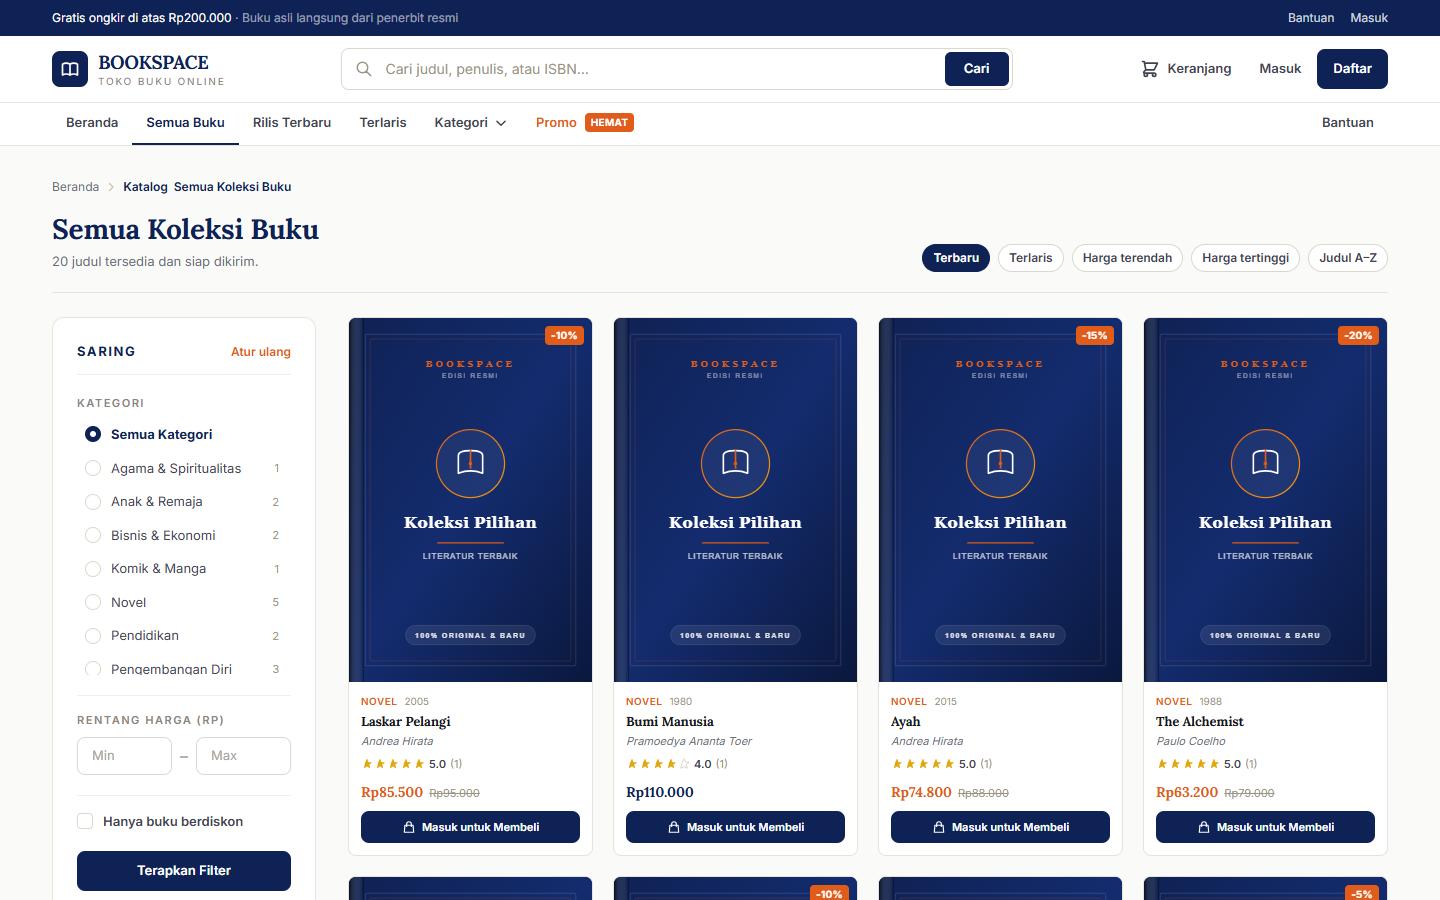 Gratis ongkir di atas Rp200.000 · Buku asli langsung dari penerbit resmi
Bantuan Masuk
BOOKSPACE
TOKO BUKU ONLINE
Cari judul, penulis, atau ISBN...
Cari
Keranjang
Masuk
Daftar
Beranda
Semua Buku
Rilis Terbaru
Terlaris
Kategori
Promo HEMAT
Bantuan
Beranda > Katalog Semua Koleksi Buku
Semua Koleksi Buku
20 judul tersedia dan siap dikirim.
Terbaru
Terlaris
Harga terendah
Harga tertinggi
Judul A–Z
SARING
Atur ulang
KATEGORI
Semua Kategori
Agama & Spiritualitas 1
Anak & Remaja 2
Bisnis & Ekonomi 2
Komik & Manga 1
Novel 5
Pendidikan 2
Pengembangan Diri 3
RENTANG HARGA (RP)
Min – Max
Hanya buku berdiskon
Terapkan Filter
-10%
BOOKSPACE
EDISI RESMI
Koleksi Pilihan
LITERATUR TERBAIK
100% ORIGINAL & BARU
NOVEL 2005
Laskar Pelangi
Andrea Hirata
5.0 (1)
Rp85.500 Rp95.000
Masuk untuk Membeli
BOOKSPACE
EDISI RESMI
Koleksi Pilihan
LITERATUR TERBAIK
100% ORIGINAL & BARU
NOVEL 1980
Bumi Manusia
Pramoedya Ananta Toer
4.0 (1)
Rp110.000
Masuk untuk Membeli
-15%
BOOKSPACE
EDISI RESMI
Koleksi Pilihan
LITERATUR TERBAIK
100% ORIGINAL & BARU
NOVEL 2015
Ayah
Andrea Hirata
5.0 (1)
Rp74.800 Rp88.000
Masuk untuk Membeli
-20%
BOOKSPACE
EDISI RESMI
Koleksi Pilihan
LITERATUR TERBAIK
100% ORIGINAL & BARU
NOVEL 1988
The Alchemist
Paulo Coelho
5.0 (1)
Rp63.200 Rp79.000
Masuk untuk Membeli
-10%
-5%